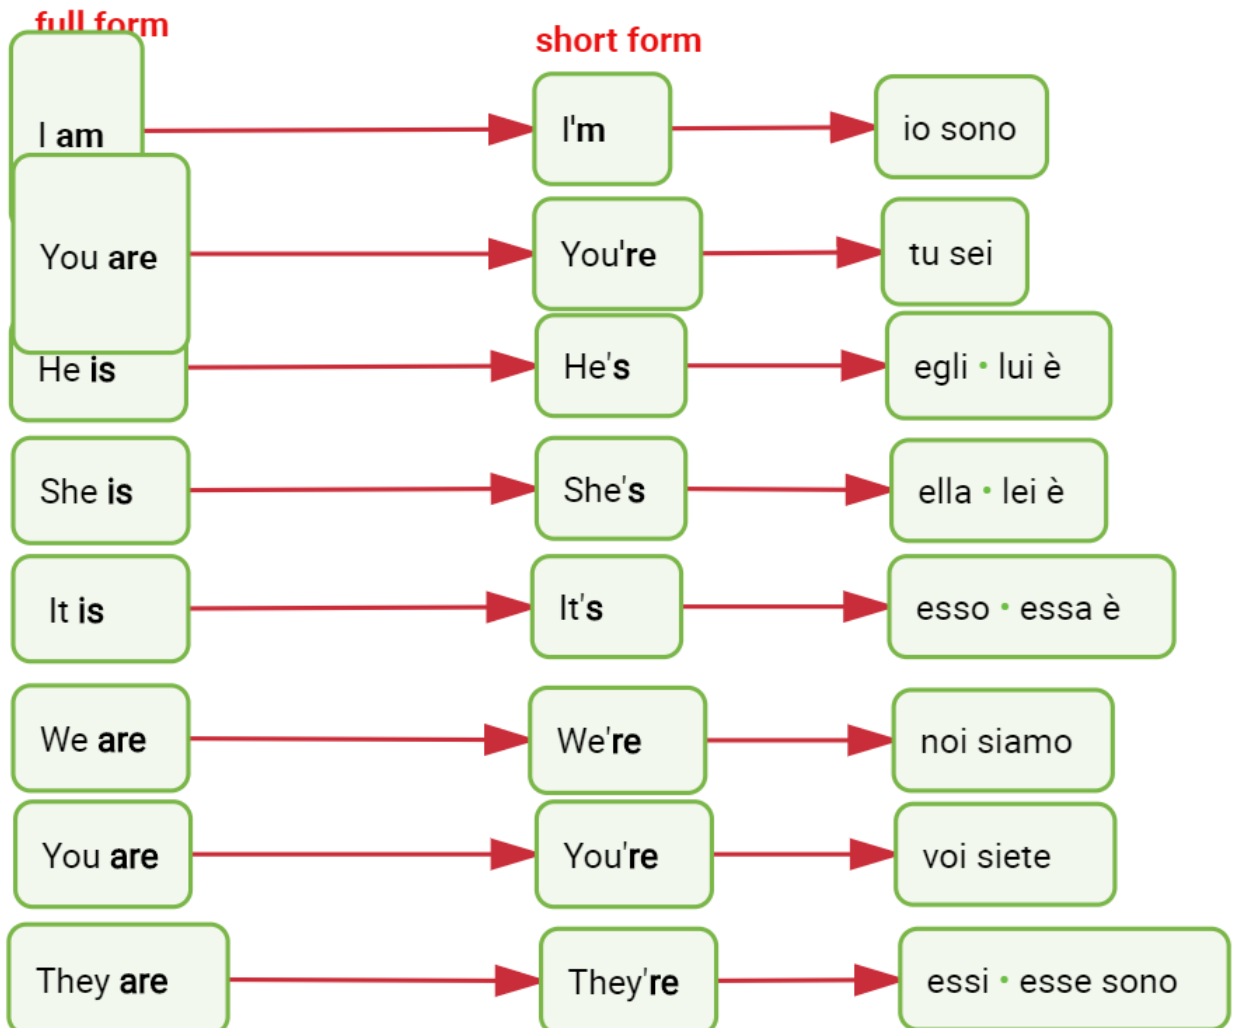 full form
short form
I am I'm io sono
You are You're tu sei
He is He's egli • lui è
She is She's ella • lei è
It is It's esso • essa è
We are We're noi siamo
You are You're voi siete
They are They're essi • esse sono